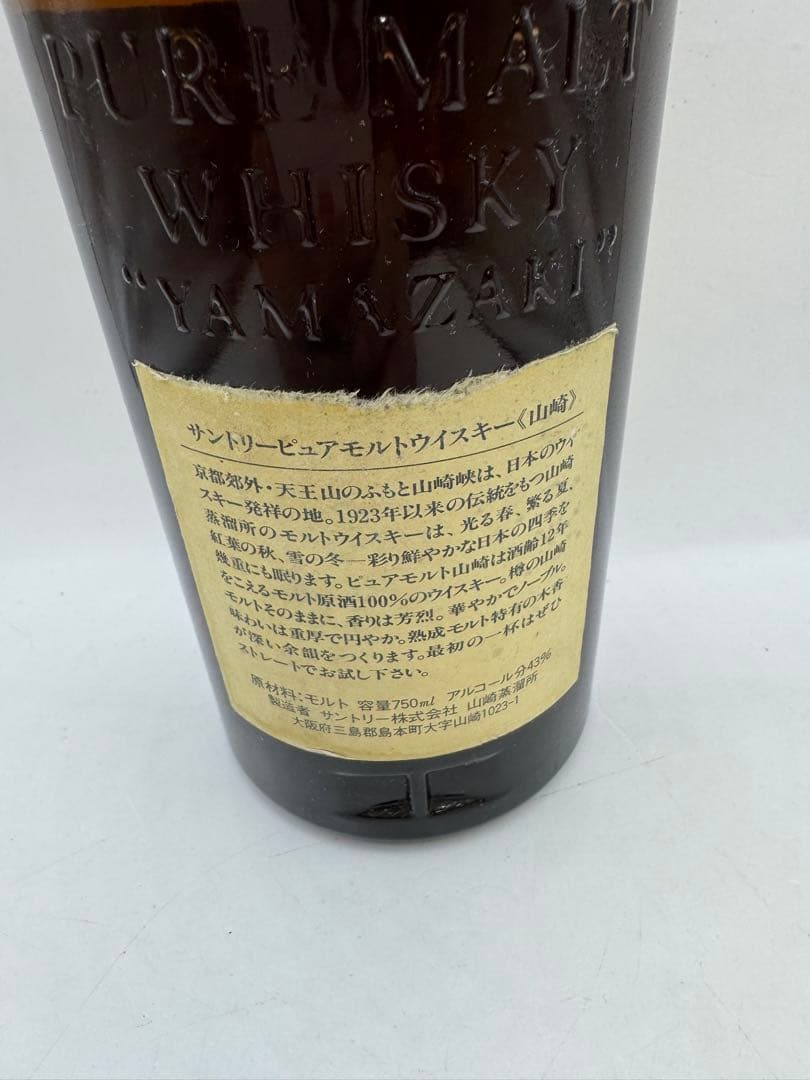 PURE MALT
WHISKY
“YAMAZAKI”
サントリーピュアモルトウイスキー《山崎》
京都郊外・天王山のふもと山崎峡は、日本のウィ
スキー発祥の地。1923年以来の伝統をもつ山崎
蒸溜所のモルトウイスキーは、光る春、繁る夏、
紅葉の秋、雪の冬―彩り鮮やかな日本の四季を
幾重にも眠ります。ピュアモルト山崎は酒齢12年
をこえるモルト原酒100%のウイスキー。樽の山崎
モルトそのままに、香りは芳烈。華やかでノーブル。
味わいは重厚で円やか。熟成モルト特有の木香
が深い余韻をつくります。最初の一杯はぜひ
ストレートでお試し下さい。
原材料：モルト 容量750ml アルコール分43%
製造者 サントリー株式会社 山崎蒸溜所
大阪府三島郡島本町大字山崎1023-1